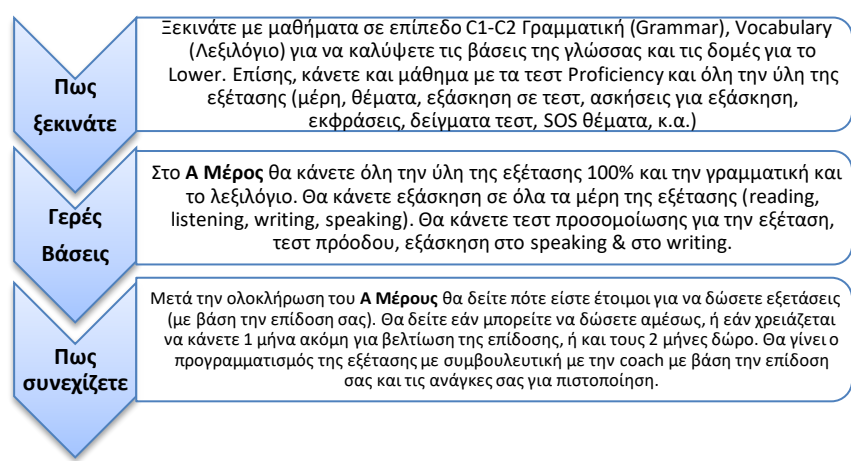 Πως
ξεκινάτε
Ξεκινάτε με μαθήματα σε επίπεδο C1-C2 Γραμματική (Grammar), Vocabulary
(Λεξιλόγιο) για να καλύψετε τις βάσεις της γλώσσας και τις δομές για το
Lower. Επίσης, κάνετε και μάθημα με τα τεστ Proficiency και όλη την ύλη της
εξέτασης (μέρη, θέματα, εξάσκηση σε τεστ, ασκήσεις για εξάσκηση,
εκφράσεις, δείγματα τεστ, SOS θέματα, κ.α.)
Γερές
Βάσεις
Στο Α Μέρος θα κάνετε όλη την ύλη της εξέτασης 100% και την γραμματική και
το λεξιλόγιο. Θα κάνετε εξάσκηση σε όλα τα μέρη της εξέτασης (reading,
listening, writing, speaking). Θα κάνετε τεστ προσομοίωσης για την εξέταση,
τεστ πρόοδου, εξάσκηση στο speaking & στο writing.
Πως
συνεχίζετε
Μετά την ολοκλήρωση του Α Μέρους θα δείτε πότε είστε έτοιμοι για να δώσετε εξετάσεις
(με βάση την επίδοση σας). Θα δείτε εάν μπορείτε να δώσετε αμέσως, ή εάν χρειάζεται
να κάνετε 1 μήνα ακόμη για βελτίωση της επίδοσης, ή και τους 2 μήνες δώρο. Θα γίνει ο
προγραμματισμός της εξέτασης με συμβουλευτική με την coach με βάση την επίδοση
σας και τις ανάγκες σας για πιστοποίηση.